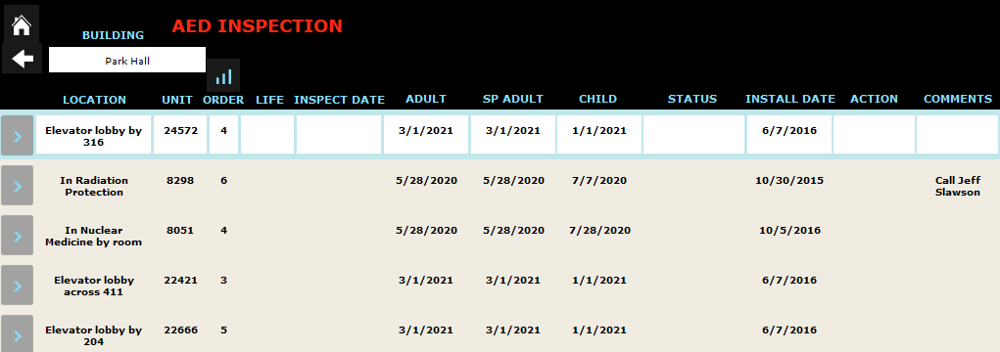 AED INSPECTION
BUILDING
Park Hall
LOCATION UNIT ORDER LIFE INSPECT DATE ADULT SP ADULT CHILD STATUS INSTALL DATE ACTION COMMENTS
Elevator lobby by 24572 4 3/1/2021 3/1/2021 1/1/2021 6/7/2016
316
In Radiation 8298 6 5/28/2020 5/28/2020 7/7/2020 10/30/2015 Call Jeff
Protection Slawson
In Nuclear 8051 4 5/28/2020 5/28/2020 7/28/2020 10/5/2016
Medicine by room
Elevator lobby 22421 3 3/1/2021 3/1/2021 1/1/2021 6/7/2016
across 411
Elevator lobby by 22666 5 3/1/2021 3/1/2021 1/1/2021 6/7/2016
204